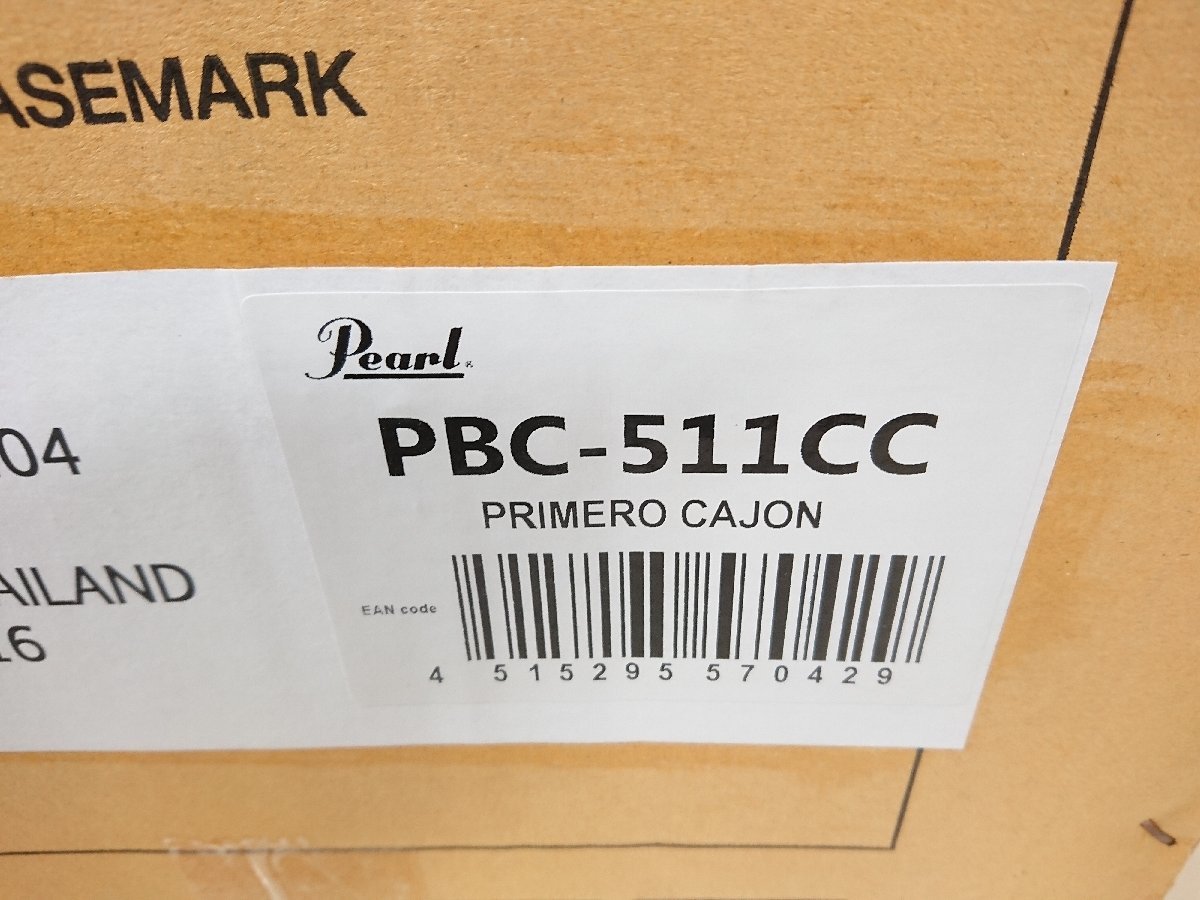 ASEMARK
Pearl®
PBC-511CC
PRIMERO CAJON
04
AILAND
16
EAN code
4 515295 570429